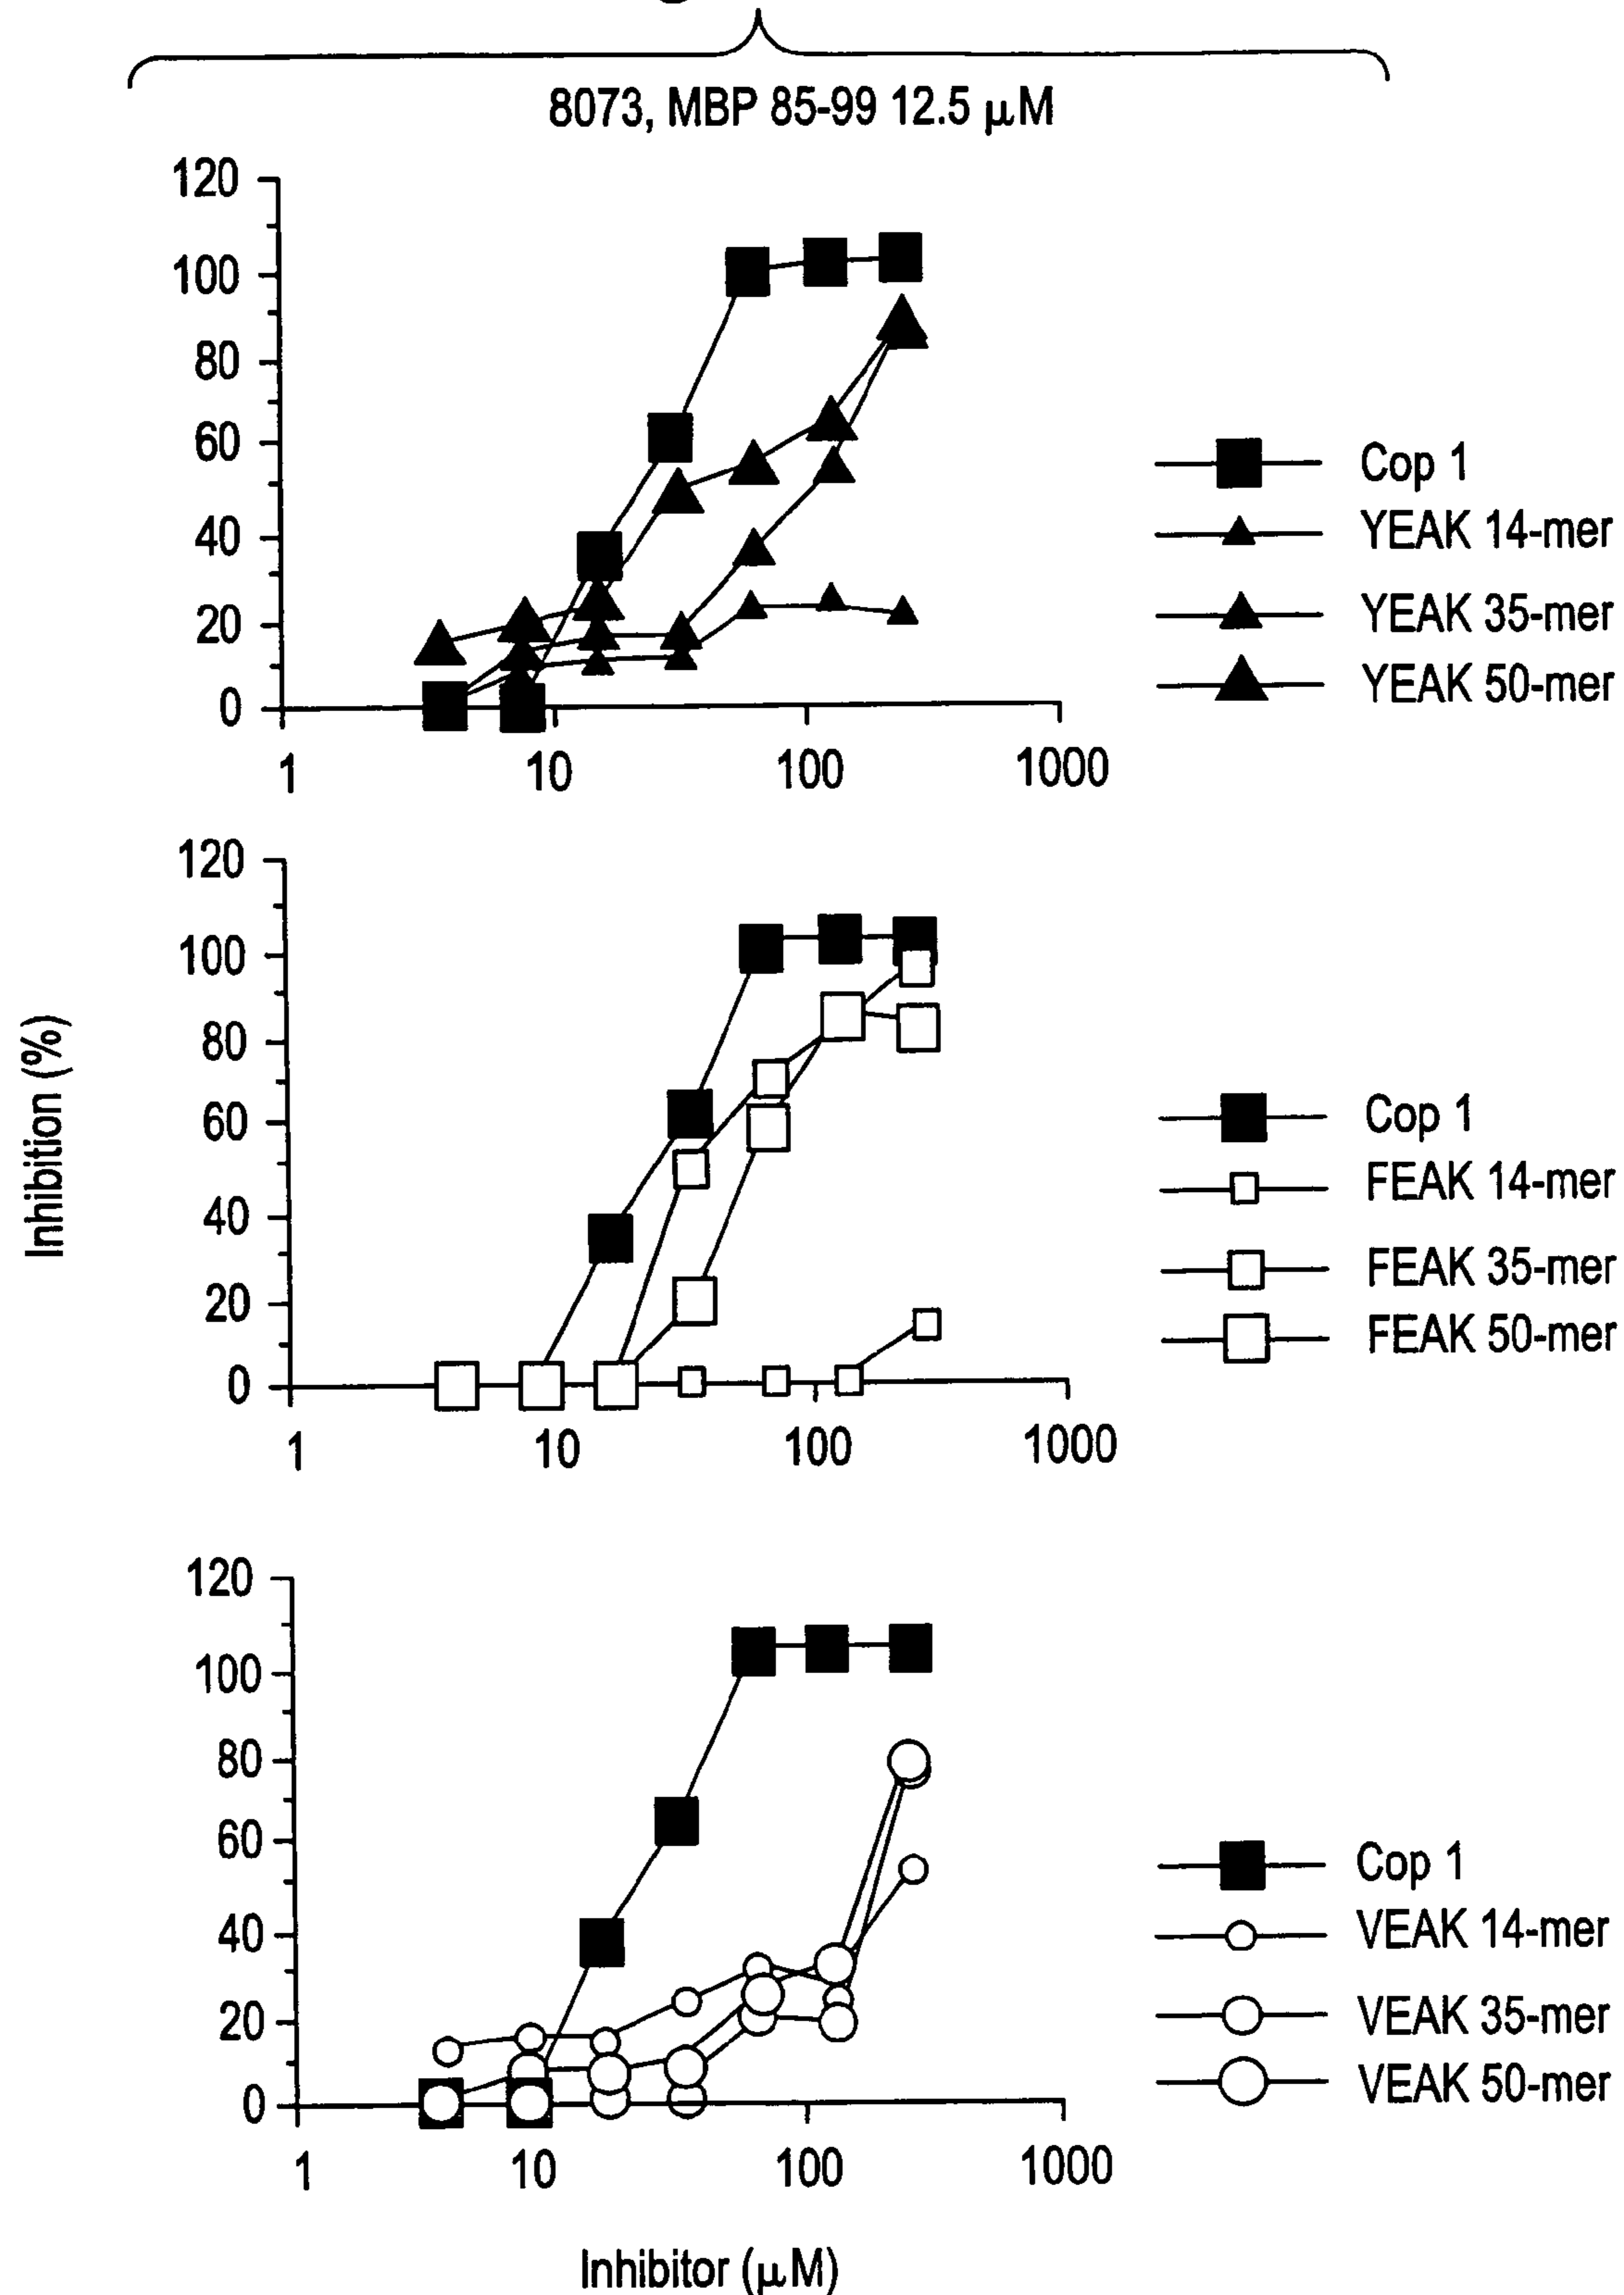 8073, MBP 85-99 12.5 μM
120
100
80
60
40
20
0
1 10 100 1000
Cop 1
YEAK 14-mer
YEAK 35-mer
YEAK 50-mer
Inhibition (%)
120
100
80
60
40
20
0
1 10 100 1000
Cop 1
FEAK 14-mer
FEAK 35-mer
FEAK 50-mer
120
100
80
60
40
20
0
1 10 100 1000
Cop 1
VEAK 14-mer
VEAK 35-mer
VEAK 50-mer
Inhibitor (μM)